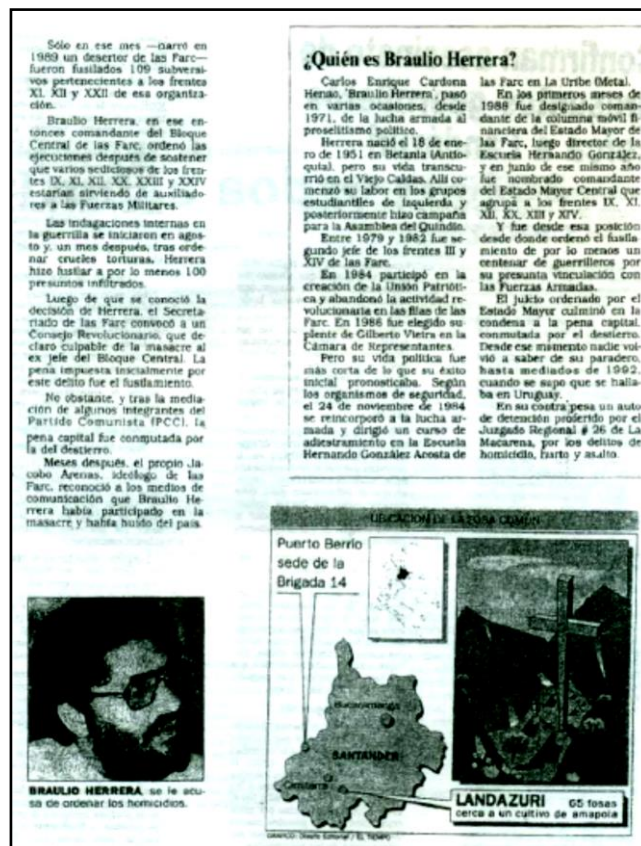 Sólo en ese mes —narró en
1989 un desertor de las Farc—
fueron fusilados 109 subversi-
vos pertenecientes a los frentes
XI, XII y XXII de esa organiza-
ción.
Braulio Herrera, en ese en-
tonces comandante del Bloque
Central de las Farc, ordenó las
ejecuciones después de sostener
que varios sediciosos de los fren-
tes IX, XI, XII, XX, XXIII y XXIV
estarían sirviendo de auxiliado-
res a las Fuerzas Militares.
Las indagaciones internas en
la guerrilla se iniciaron en agos-
to y, un mes después, tras orde-
nar crueles torturas, Herrera
hizo fusilar a por lo menos 100
presuntos infiltrados.
Luego de que se conoció la
decisión de Herrera, el Secreta-
riado de las Farc convocó a un
Consejo Revolucionario, que de-
claró culpable de la masacre al
ex jefe del Bloque Central. La
pena impuesta inicialmente por
este delito fue el fusilamiento.
No obstante, y tras la media-
ción de algunos integrantes del
Partido Comunista (PCC), la
pena capital fue conmutada por
la del destierro.
Meses después, el propio Ja-
cobo Arenas, ideólogo de las
Farc, reconoció a los medios de
comunicación que Braulio He-
rrera había participado en la
masacre y había huido del país.
BRAULIO HERRERA, se le acu-
sa de ordenar los homicidios.
¿Quién es Braulio Herrera?
Carlos Enrique Cardona
Henao, 'Braulio Herrera', pasó
en varias ocasiones, desde
1971, de la lucha armada al
proselitismo político.
Herrera nació el 18 de ene-
ro de 1951 en Betania (Antio-
quia), pero su vida transcu-
rrió en el Viejo Caldas. Allí co-
menzó su labor en los grupos
estudiantiles de izquierda y
posteriormente hizo campaña
para la Asamblea del Quindío.
Entre 1979 y 1982 fue se-
gundo jefe de los frentes III y
XIV de las Farc.
En 1984 participó en la
creación de la Unión Patrióti-
ca y abandonó la actividad re-
volucionaria en las filas de las
Farc. En 1986 fue elegido su-
plente de Gilberto Vieira en la
Cámara de Representantes.
Pero su vida política fue
más corta de lo que su éxito
inicial pronosticaba. Según
los organismos de seguridad,
el 24 de noviembre de 1984
se reincorporó a la lucha ar-
mada y dirigió un curso de
adiestramiento en la Escuela
Hernando González Acosta de
las Farc en La Uribe (Meta).
En los primeros meses de
1988 fue designado coman-
dante de la columna móvil fi-
nanciera del Estado Mayor de
las Farc, luego director de la
Escuela Hernando González,
y en junio de ese mismo año
fue nombrado comandante
del Estado Mayor Central que
agrupa a los frentes IX, XI,
XII, XX, XIII y XIV.
Y fue desde esa posición
desde donde ordenó el fusila-
miento de por lo menos un
centenar de guerrilleros por
su presunta vinculación con
las Fuerzas Armadas.
El juicio ordenado por el
Estado Mayor culminó en la
condena a la pena capital,
conmutada por el destierro.
Desde ese momento nadie vol-
vió a saber de su paradero,
hasta mediados de 1992,
cuando se supo que se halla-
ba en Uruguay.
En su contra pesa un auto
de detención proferido por el
Juzgado Regional # 26 de La
Macarena, por los delitos de
homicidio, hurto y asalto.
UBICACION DE LA FOSA COMUN
Puerto Berrío
sede de la
Brigada 14
Bucaramanga
SANTANDER
Cimitarra
LANDAZURI 65 fosas
cerca a un cultivo de amapola
GRAFICO: Diseño Editorial / EL TIEMPO